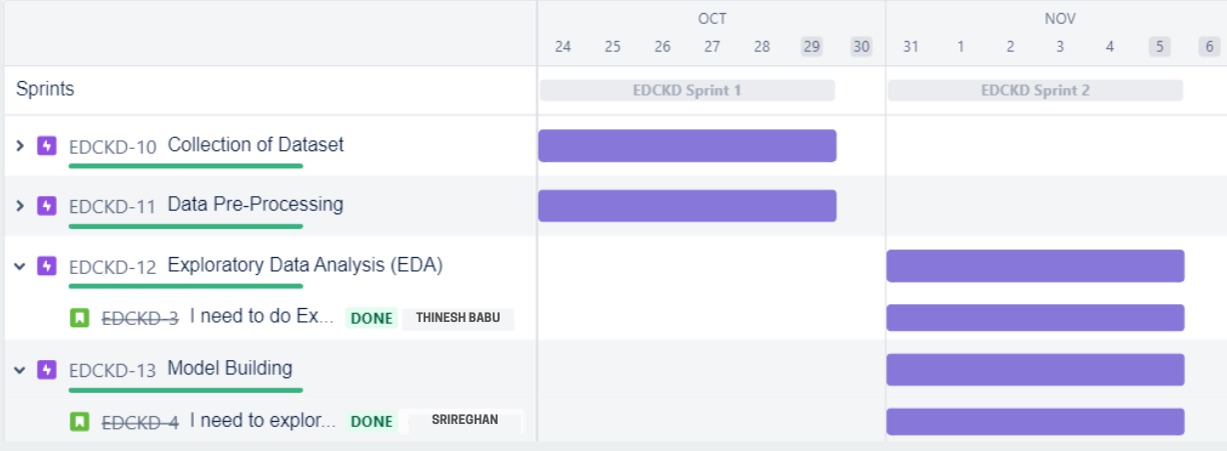 OCT NOV
24 25 26 27 28 29 30 31 1 2 3 4 5 6
Sprints EDCKD Sprint 1 EDCKD Sprint 2
EDCKD-10 Collection of Dataset
EDCKD-11 Data Pre-Processing
EDCKD-12 Exploratory Data Analysis (EDA)
EDCKD-3 I need to do Ex... DONE THINESH BABU
EDCKD-13 Model Building
EDCKD-4 I need to explor... DONE SRIREGHAN